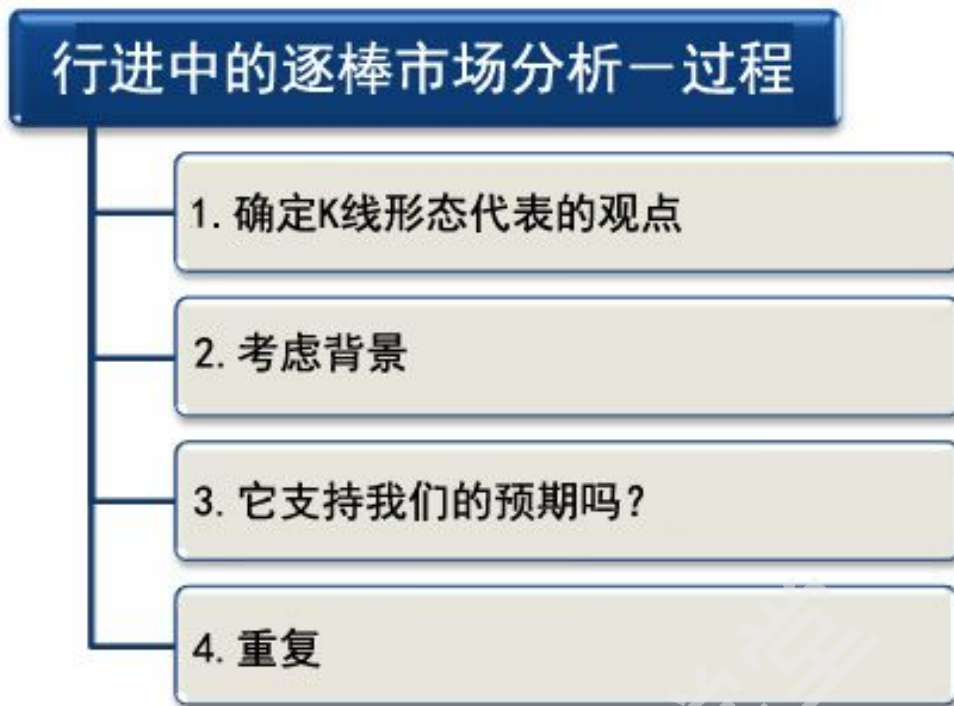 行进中的逐棒市场分析－过程
1. 确定K线形态代表的观点
2. 考虑背景
3. 它支持我们的预期吗？
4. 重复